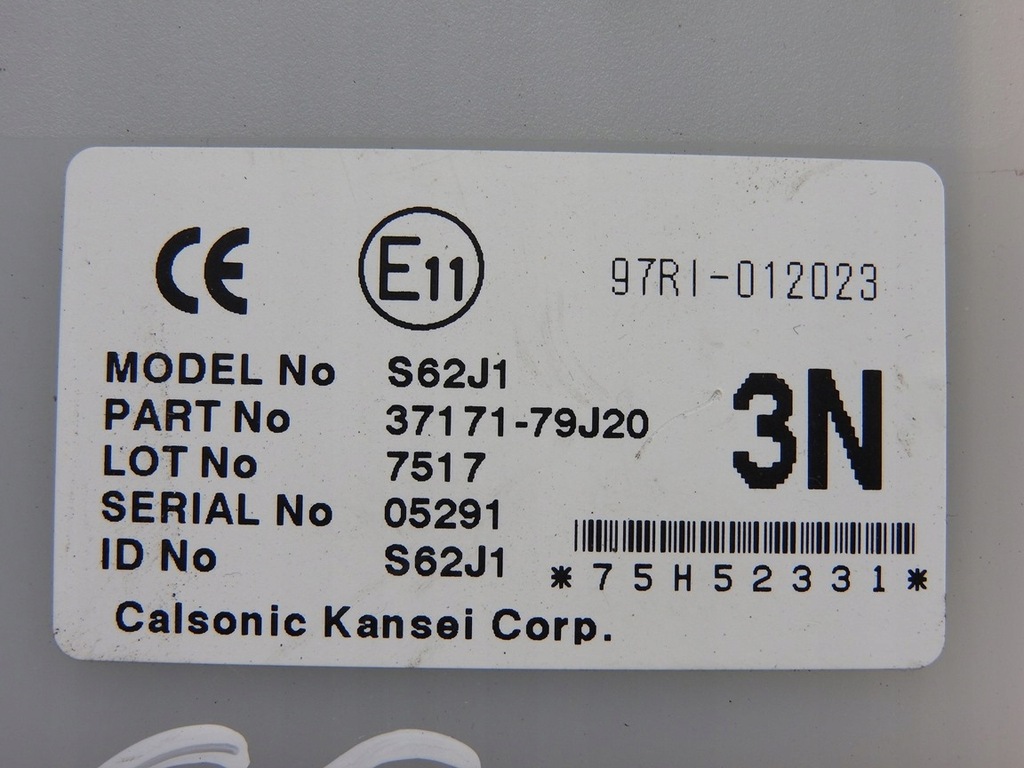 CE E11 97RI-012023
MODEL No S62J1
PART No 37171-79J20
LOT No 7517
SERIAL No 05291
ID No S62J1
3N
*75H52331*
Calsonic Kansei Corp.